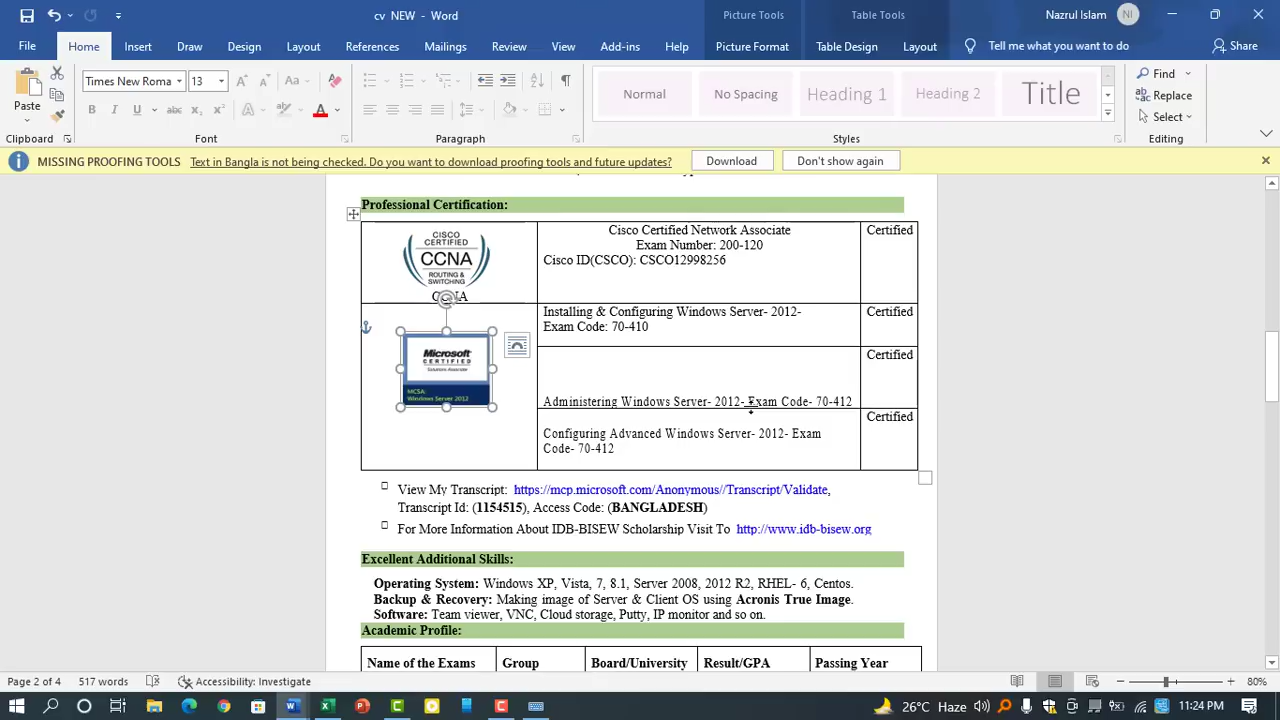 CV NEW - Word
Picture Tools
Table Tools
Nazrul Islam
NI
File
Home
Insert
Draw
Design
Layout
References
Mailings
Review
View
Add-ins
Help
Picture Format
Table Design
Layout
Tell me what you want to do
Share
Paste
Times New Roma
13
Aa
Normal
No Spacing
Heading 1
Heading 2
Title
Find
Replace
Select
Clipboard
Font
Paragraph
Styles
Editing
MISSING PROOFING TOOLS
Text in Bangla is not being checked. Do you want to download proofing tools and future updates?
Download
Don't show again
Professional Certification:
CISCO
CERTIFIED
CCNA
ROUTING &
SWITCHING
Cisco Certified Network Associate
Exam Number: 200-120
Cisco ID(CSCO): CSCO12998256
Certified
Installing & Configuring Windows Server- 2012-
Exam Code: 70-410
Certified
Microsoft
CERTIFIED
Solutions Associate
MCSA:
Windows Server 2012
Certified
Administering Windows Server- 2012- Exam Code- 70-412
Certified
Configuring Advanced Windows Server- 2012- Exam
Code- 70-412
View My Transcript: https://mcp.microsoft.com/Anonymous//Transcript/Validate,
Transcript Id: (1154515), Access Code: (BANGLADESH)
For More Information About IDB-BISEW Scholarship Visit To http://www.idb-bisew.org
Excellent Additional Skills:
Operating System: Windows XP, Vista, 7, 8.1, Server 2008, 2012 R2, RHEL- 6, Centos.
Backup & Recovery: Making image of Server & Client OS using Acronis True Image.
Software: Team viewer, VNC, Cloud storage, Putty, IP monitor and so on.
Academic Profile:
Name of the Exams
Group
Board/University
Result/GPA
Passing Year
Page 2 of 4
517 words
Accessibility: Investigate
80%
26°C Haze
11:24 PM